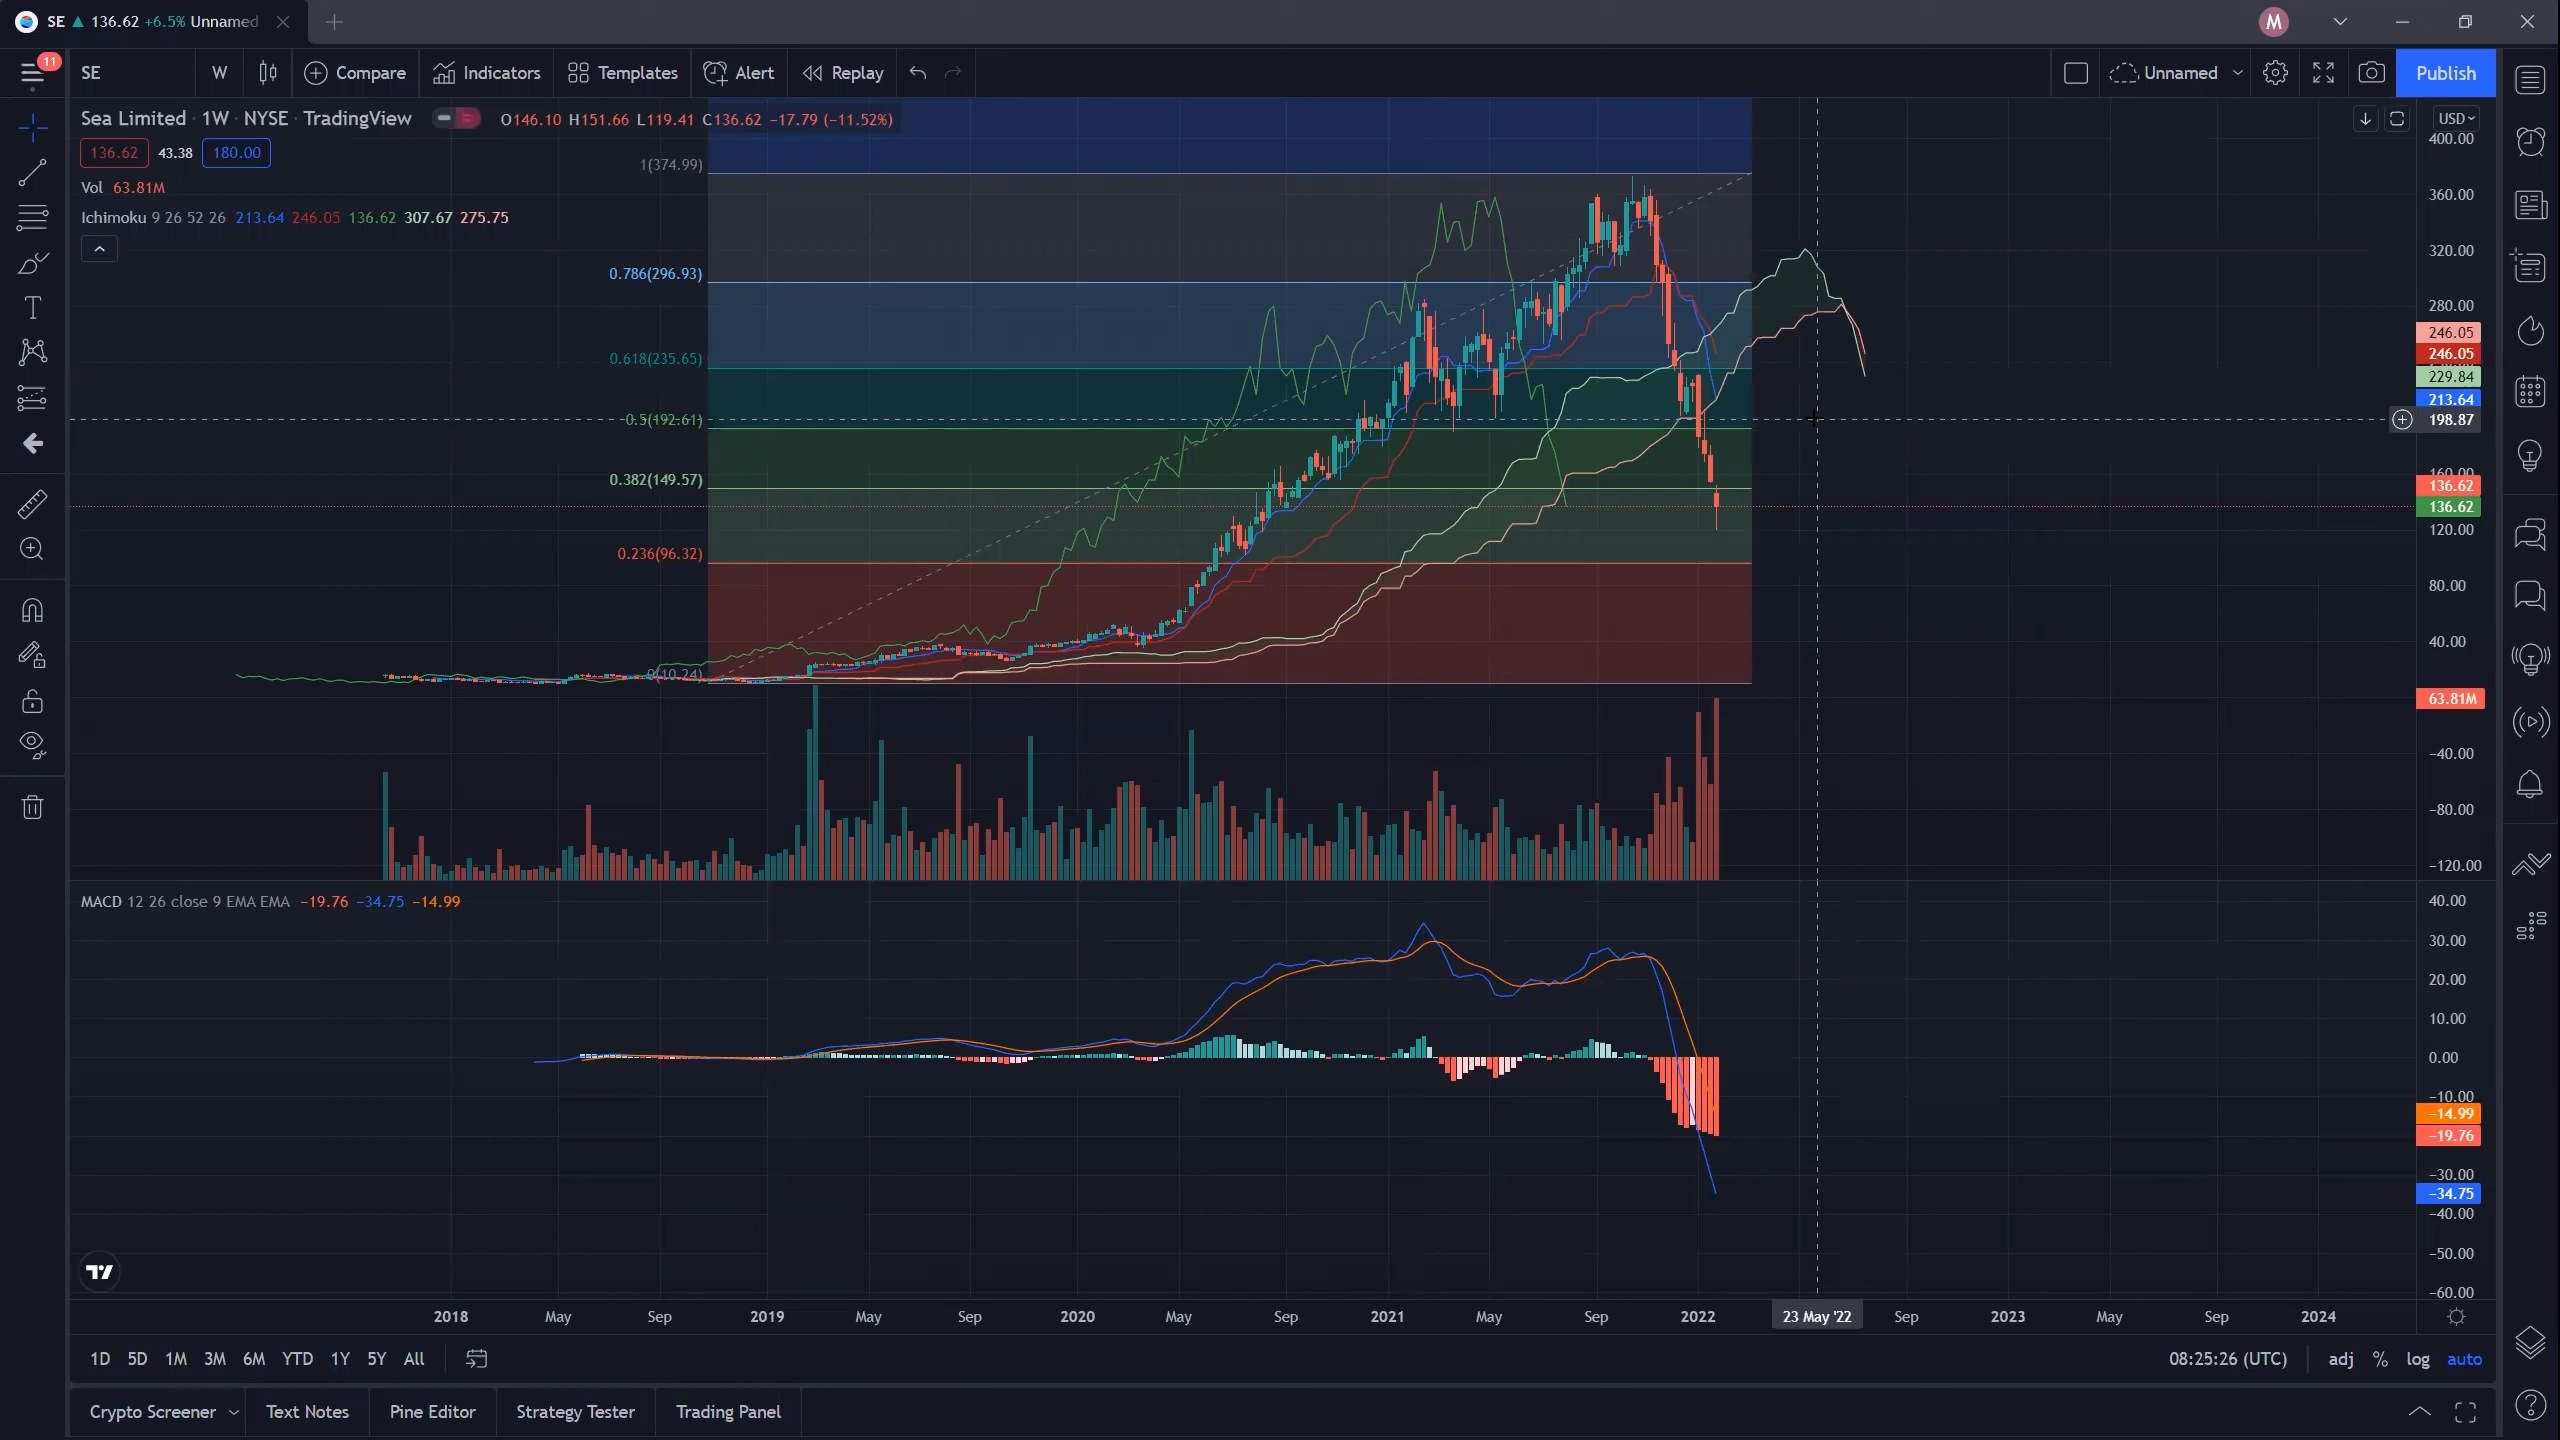 SE ▲ 136.62 +6.5% Unnamed
M
11
SE
W
Compare
Indicators
Templates
Alert
Replay
Unnamed
Publish
Sea Limited · 1W · NYSE · TradingView
O146.10 H151.66 L119.41 C136.62 −17.79 (−11.52%)
136.62 43.38 180.00
Vol 63.81M
Ichimoku 9 26 52 26 213.64 246.05 136.62 307.67 275.75
1(374.99)
0.786(296.93)
0.618(235.65)
0.5(192.61)
0.382(149.57)
0.236(96.32)
0(10.24)
USD
400.00
360.00
320.00
280.00
246.05
246.05
229.84
213.64
198.87
160.00
136.62
136.62
120.00
80.00
40.00
63.81M
−40.00
−80.00
−120.00
MACD 12 26 close 9 EMA EMA −19.76 −34.75 −14.99
40.00
30.00
20.00
10.00
0.00
−10.00
−14.99
−19.76
−30.00
−34.75
−40.00
−50.00
−60.00
2018 May Sep 2019 May Sep 2020 May Sep 2021 May Sep 2022 23 May '22 Sep 2023 May Sep 2024
1D 5D 1M 3M 6M YTD 1Y 5Y All
08:25:26 (UTC) adj % log auto
Crypto Screener Text Notes Pine Editor Strategy Tester Trading Panel